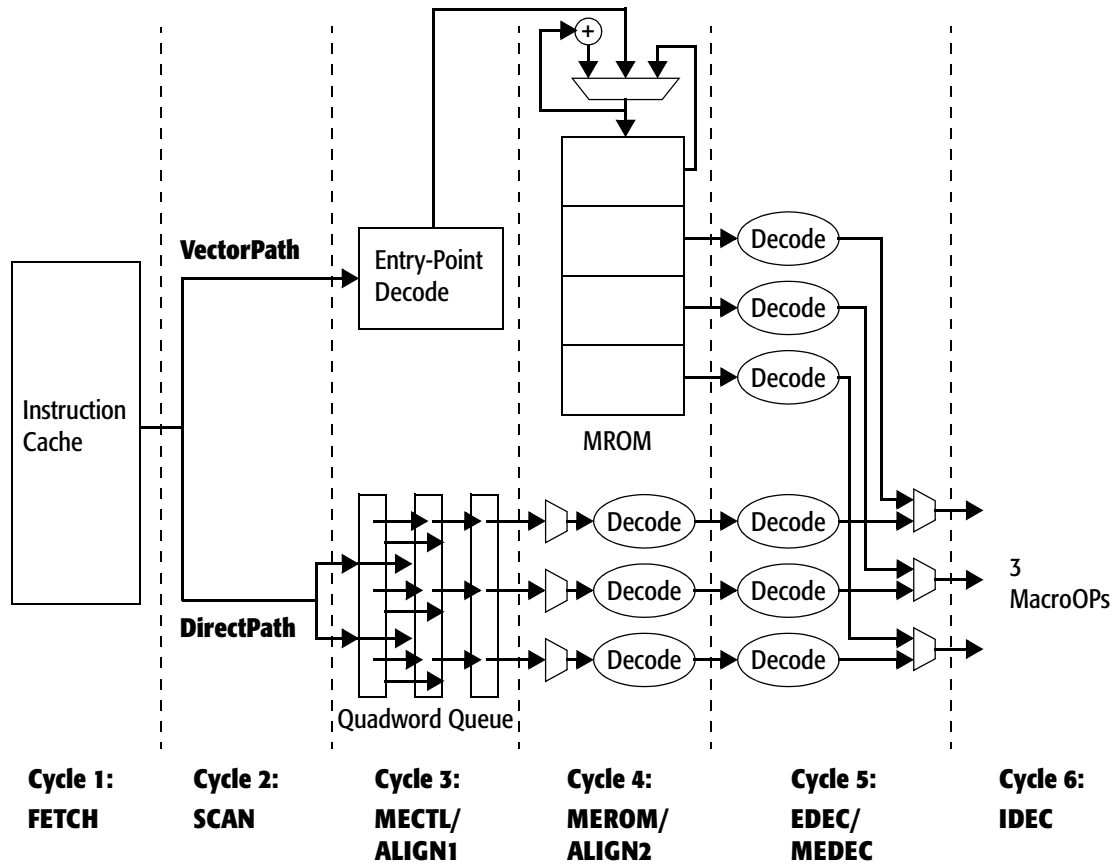 +
VectorPath
Entry-Point
Decode
Decode
Decode
Decode
Instruction
Cache
MROM
Decode
Decode
Decode
Decode
Decode
Decode
3
MacroOPs
DirectPath
Quadword Queue
Cycle 1:
FETCH
Cycle 2:
SCAN
Cycle 3:
MECTL/
ALIGN1
Cycle 4:
MEROM/
ALIGN2
Cycle 5:
EDEC/
MEDEC
Cycle 6:
IDEC